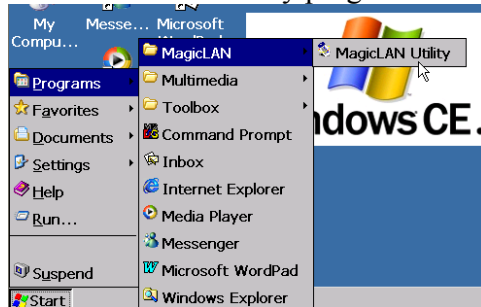 My Messe... Microsoft
Compu...
MagicLAN
MagicLAN Utility
Programs
Multimedia
Favorites
Toolbox
ndows CE.
Documents
Command Prompt
Settings
Inbox
Help
Internet Explorer
Run...
Media Player
Messenger
Suspend
Microsoft WordPad
Start
Windows Explorer